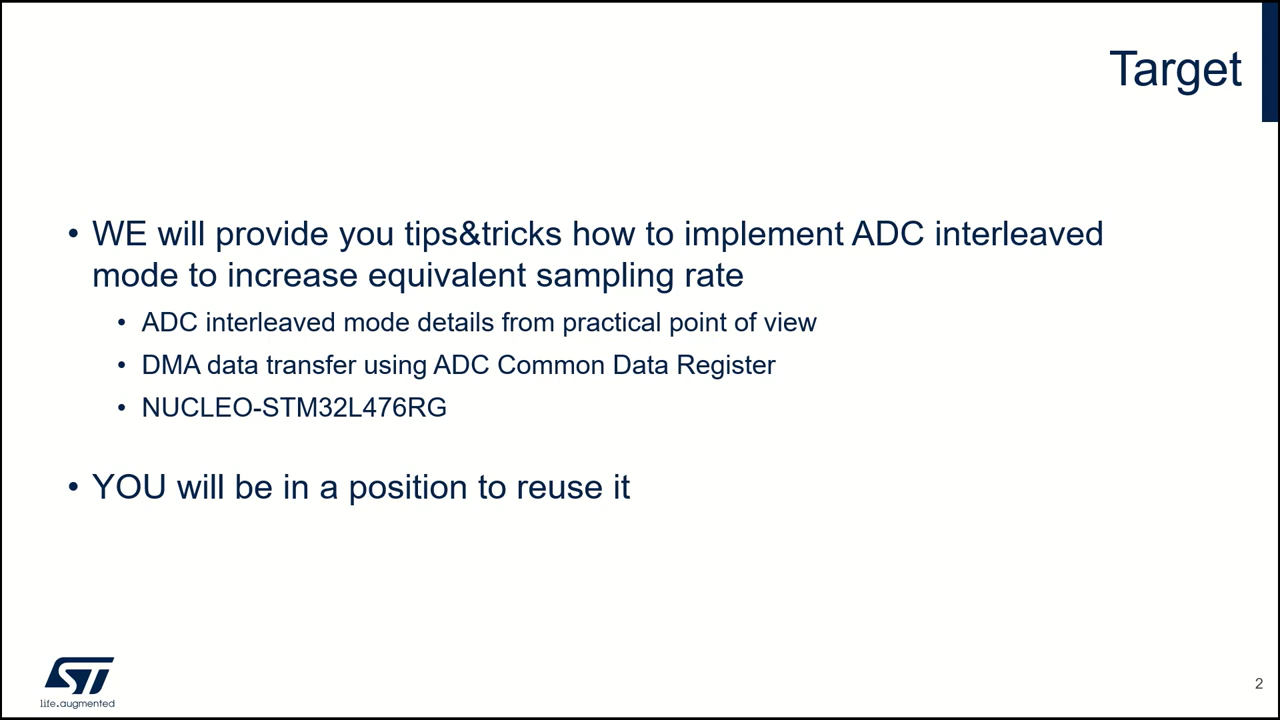 Target
• WE will provide you tips&tricks how to implement ADC interleaved
mode to increase equivalent sampling rate
• ADC interleaved mode details from practical point of view
• DMA data transfer using ADC Common Data Register
• NUCLEO-STM32L476RG
• YOU will be in a position to reuse it
ST
life.augmented
2